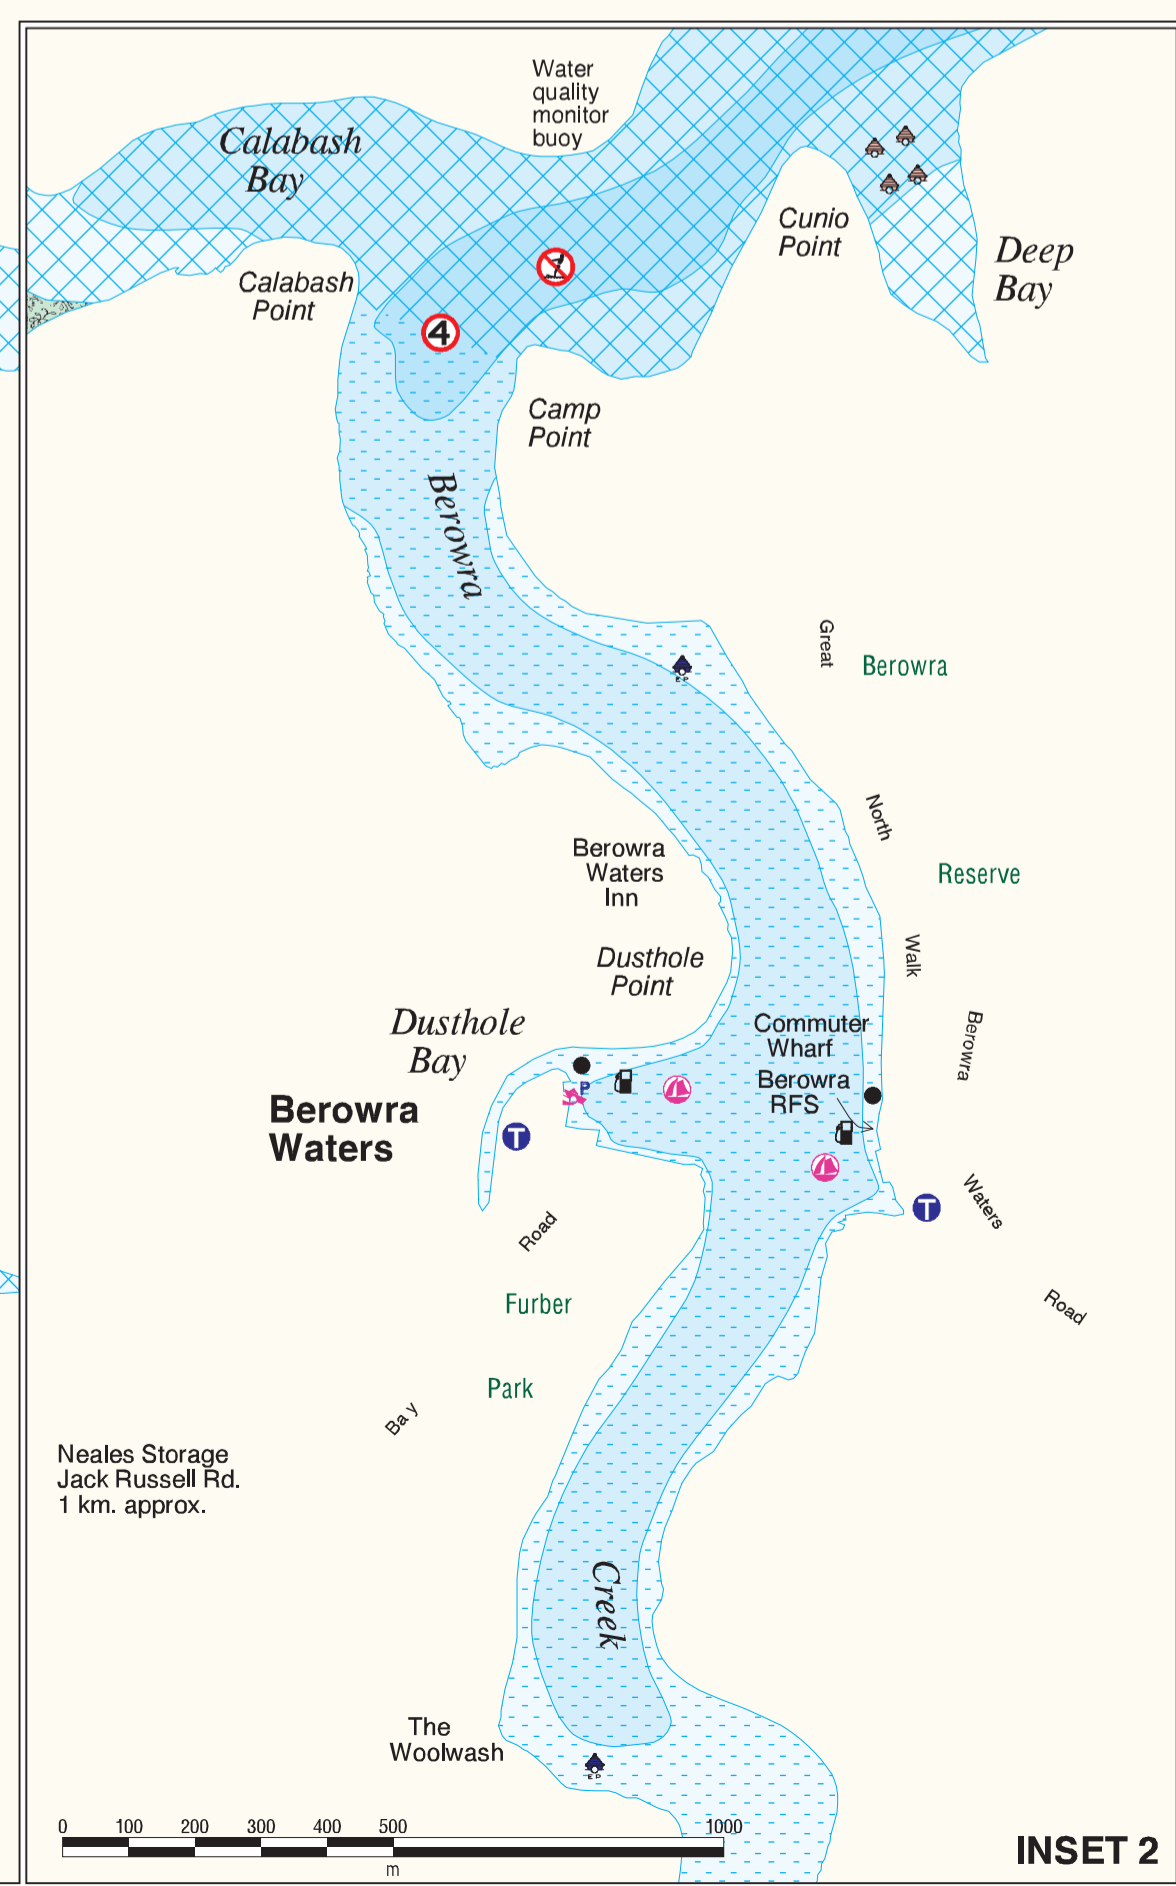 Water
quality
monitor
buoy
Calabash
Bay
Cunio
Point
Deep
Bay
Calabash
Point
4
Camp
Point
Berowra
Great
Berowra
E P
North
Berowra
Waters
Inn
Reserve
Walk
Dusthole
Point
Dusthole
Bay
Commuter
Wharf
Berowra
Berowra
RFS
P
Berowra
Waters
T
T
Waters
Road
Road
Furber
Park
Bay
Neales Storage
Jack Russell Rd.
1 km. approx.
Creek
The
Woolwash
E P
0 100 200 300 400 500 1000
m
INSET 2